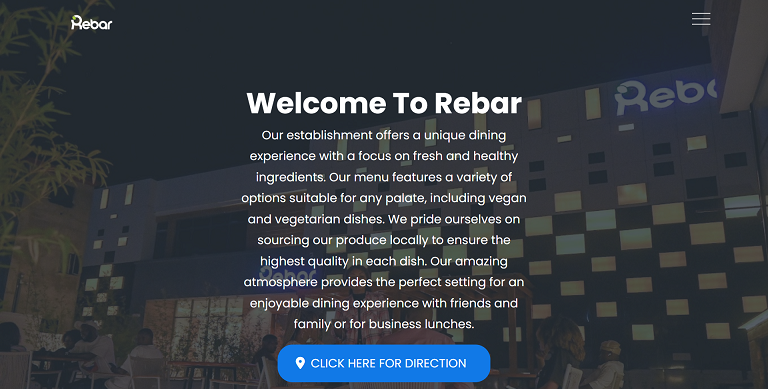 Rebar
Welcome To Rebar
Rebar
Our establishment offers a unique dining
experience with a focus on fresh and healthy
ingredients. Our menu features a variety of
options suitable for any palate, including vegan
and vegetarian dishes. We pride ourselves on
sourcing our produce locally to ensure the
highest quality in each dish. Our amazing
Rebar
atmosphere provides the perfect setting for an
enjoyable dining experience with friends and
family or for business lunches.
CLICK HERE FOR DIRECTION